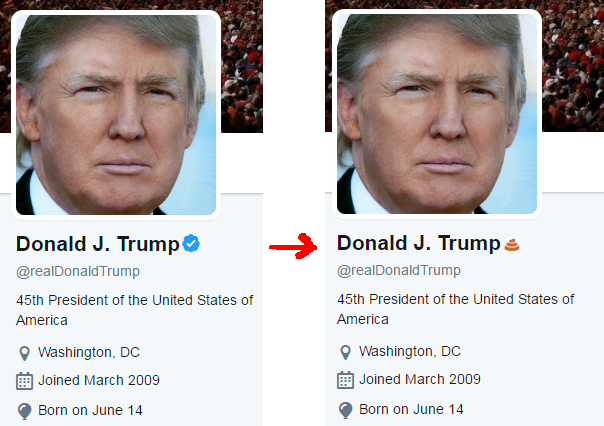 Donald J. Trump
@realDonaldTrump
45th President of the United States of
America
Washington, DC
Joined March 2009
Born on June 14
Donald J. Trump
@realDonaldTrump
45th President of the United States of
America
Washington, DC
Joined March 2009
Born on June 14